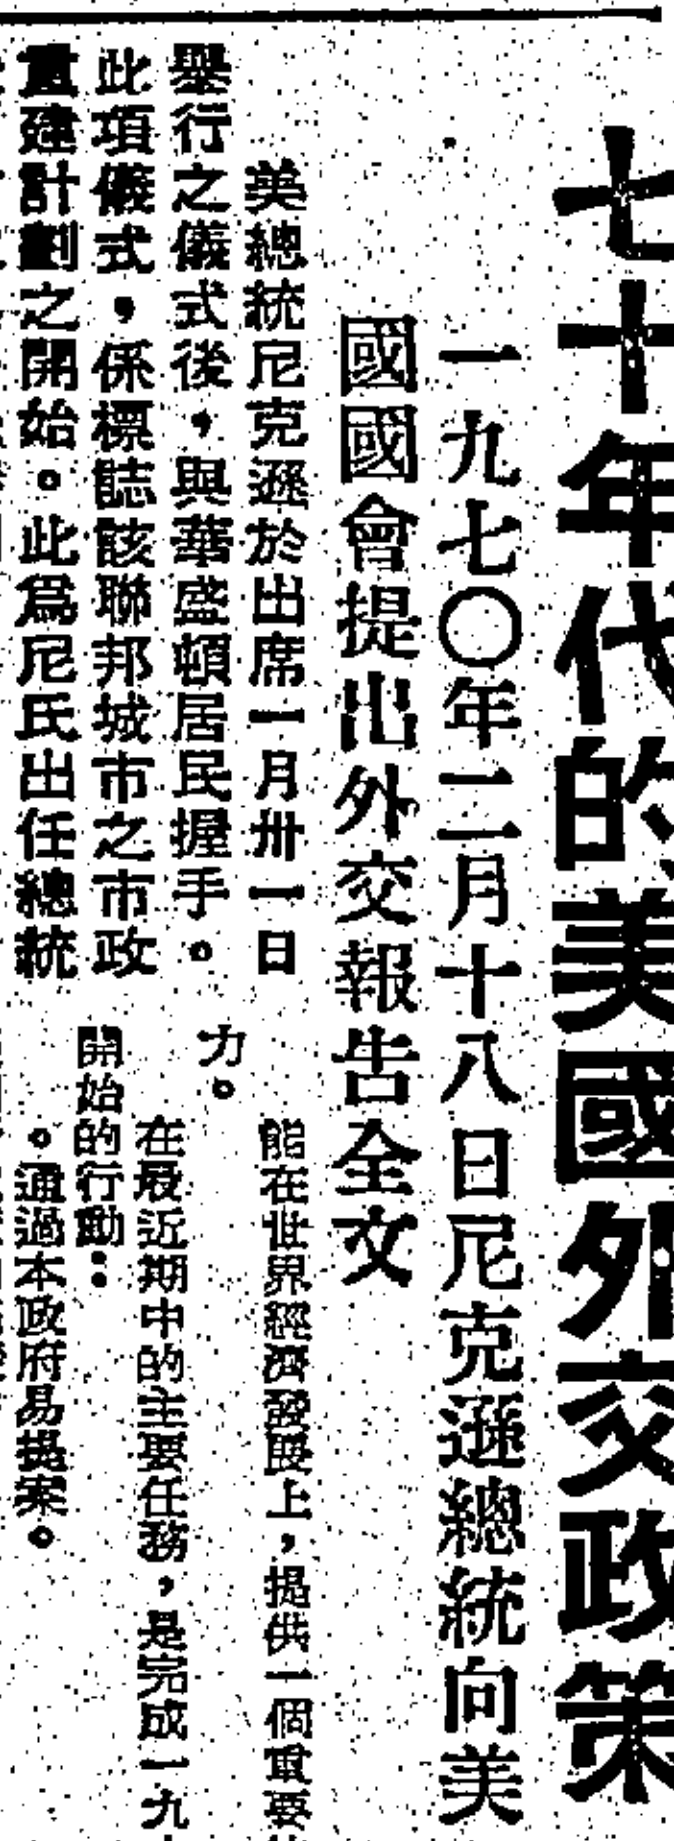 七十年代的美國外交政策
一九七〇年二月十八日尼克遜總統向美
國國會提出外交報告全文
美總統尼克遜於出席一月卅一日
舉行之儀式後，與華盛頓居民握手。
此項儀式，係標誌該聯邦城市之市政
重建計劃之開始。此爲尼氏出任總統
能在世界經濟發展上，提供一個重要
力。
在最近期中的主要任務，是完成一九
開始的行動：
。通過本政府易提案。